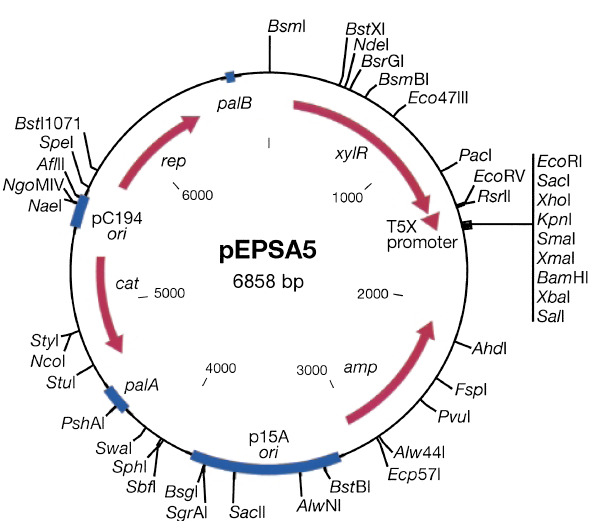 BsmI
BstXI
NdeI
BsrGI
BsmBI
Eco47III
palB
BstI1071
SpeI
AflII
NgoMIV
NaeI
rep
xylR
PacI
EcoRV
RsrII
6000
1000
pC194
ori
T5X
promoter
EcoRI
SacI
XhoI
KpnI
SmaI
XmaI
BamHI
XbaI
SalI
pEPSA5
6858 bp
cat
5000
2000
StyI
NcoI
StuI
4000
3000
amp
AhdI
FspI
PvuI
palA
PshAI
SwaI
SphI
SbfI
p15A
ori
Alw44I
Ecp57I
BsgI
SgrAI
SacII
AlwNI
BstBI